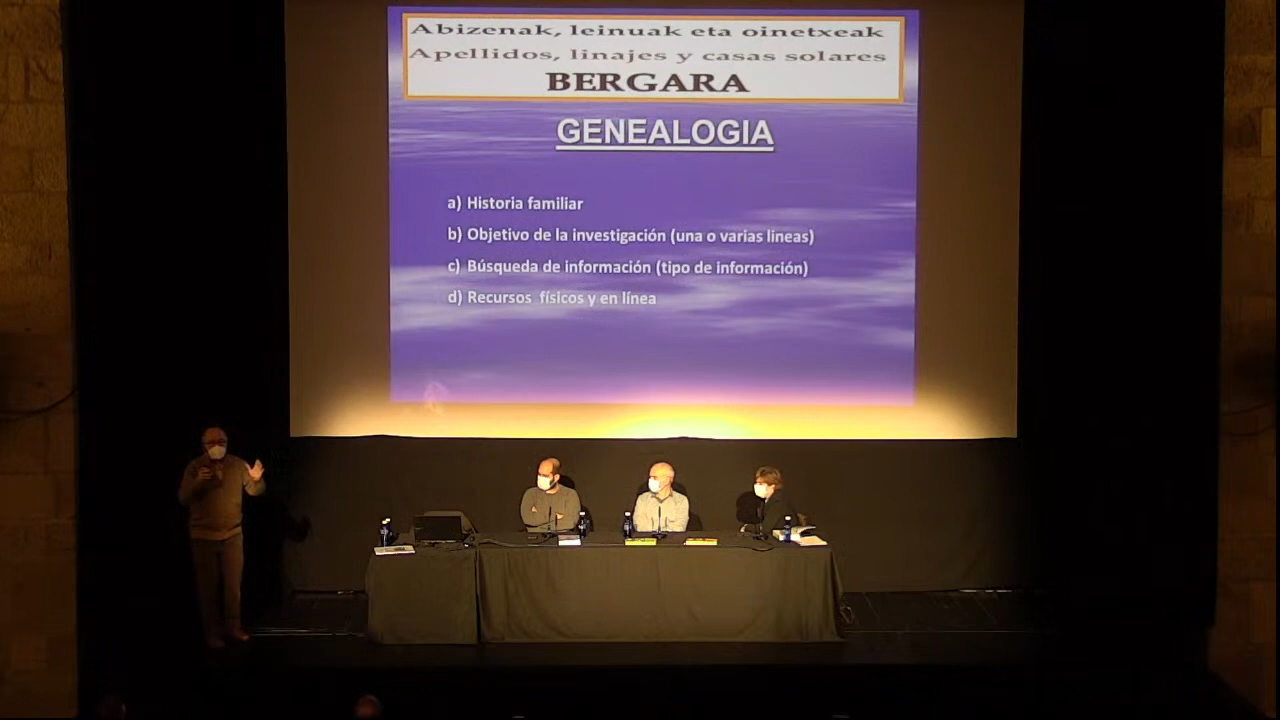 Abizenak, leinuak eta oinetxeak
Apellidos, linajes y casas solares
BERGARA
GENEALOGIA
a) Historia familiar
b) Objetivo de la investigación (una o varias lineas)
c) Búsqueda de información (tipo de información)
d) Recursos físicos y en línea